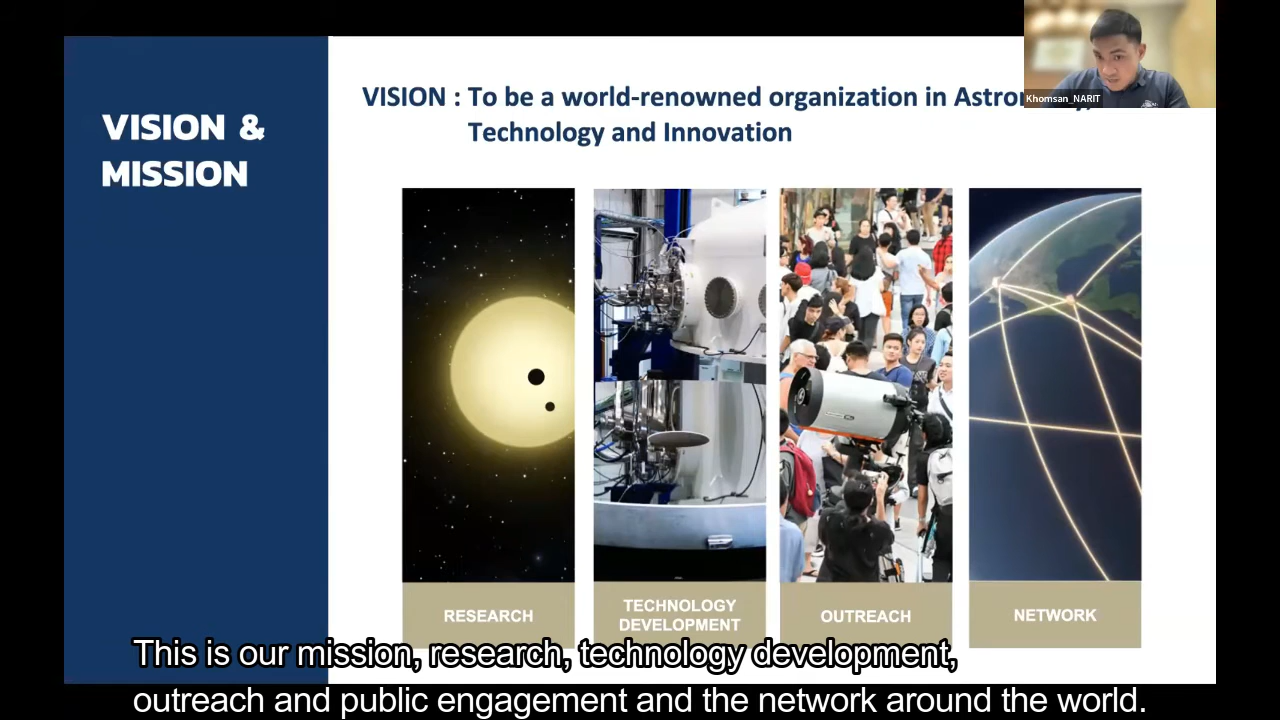 VISION &
MISSION
VISION : To be a world-renowned organization in
Technology and Innovation
Khomsan_NARIT
RESEARCH
TECHNOLOGY
DEVELOPMENT
OUTREACH
NETWORK
This is our mission, research, technology development,
outreach and public engagement and the network around the world.